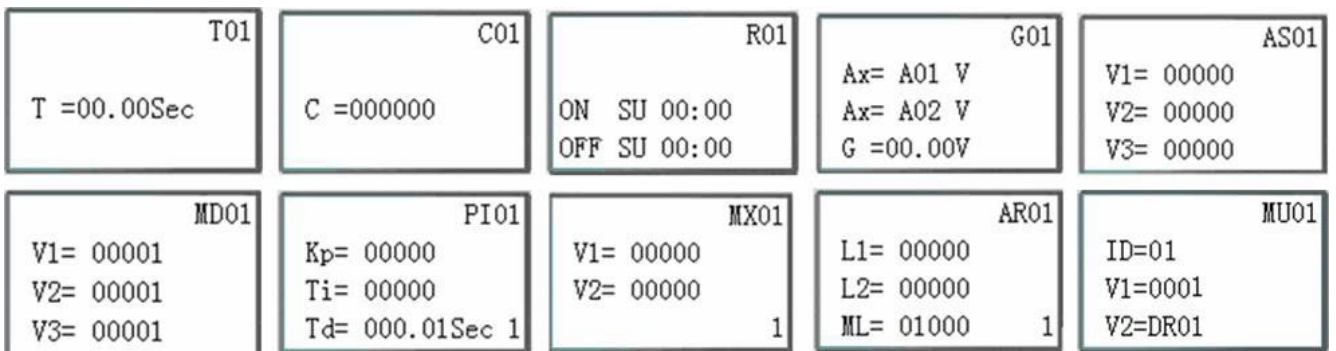 T01
T =00.00Sec
C01
C =000000
R01
ON SU 00:00
OFF SU 00:00
G01
Ax= A01 V
Ax= A02 V
G =00.00V
AS01
V1= 00000
V2= 00000
V3= 00000
MD01
V1= 00001
V2= 00001
V3= 00001
PI01
Kp= 00000
Ti= 00000
Td= 000.01Sec 1
MX01
V1= 00000
V2= 00000
1
AR01
L1= 00000
L2= 00000
ML= 01000 1
MU01
ID=01
V1=0001
V2=DR01